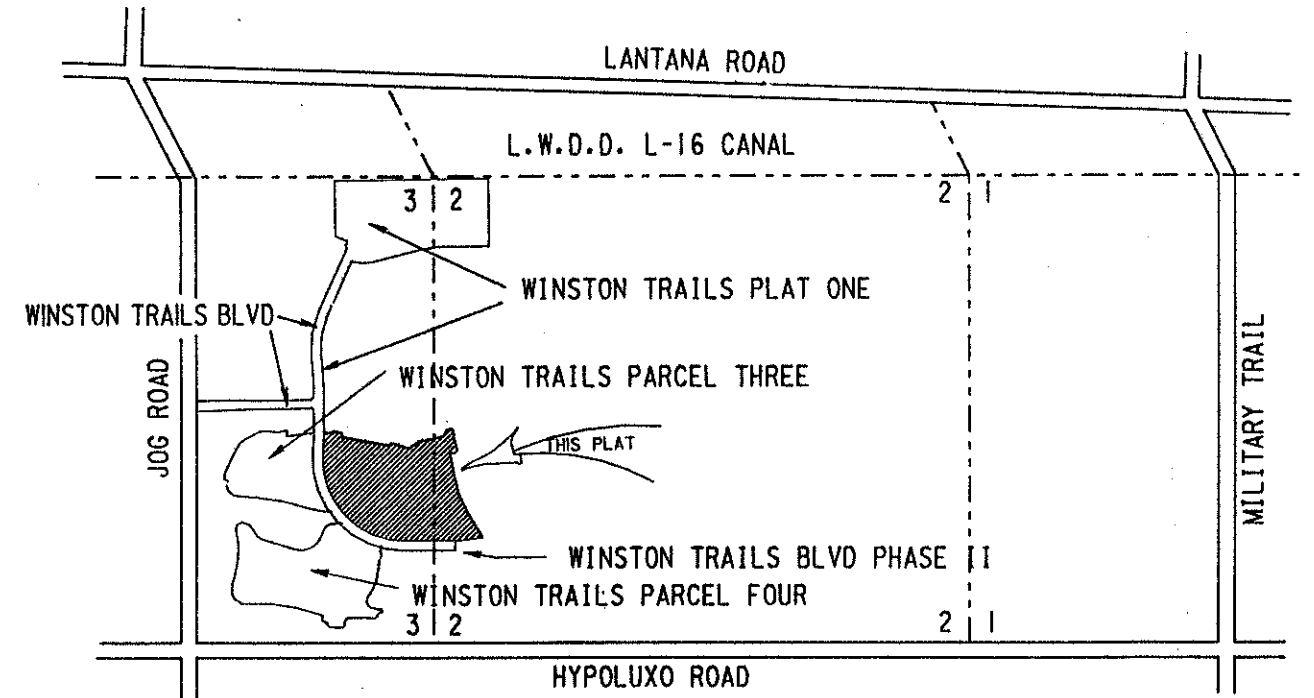 LANTANA ROAD
L.W.D.D. L-16 CANAL
3 2
2 1
WINSTON TRAILS PLAT ONE
WINSTON TRAILS BLVD
JOG ROAD
MILITARY TRAIL
WINSTON TRAILS PARCEL THREE
THIS PLAT
WINSTON TRAILS BLVD PHASE II
WINSTON TRAILS PARCEL FOUR
3 2
2 1
HYPOLUXO ROAD